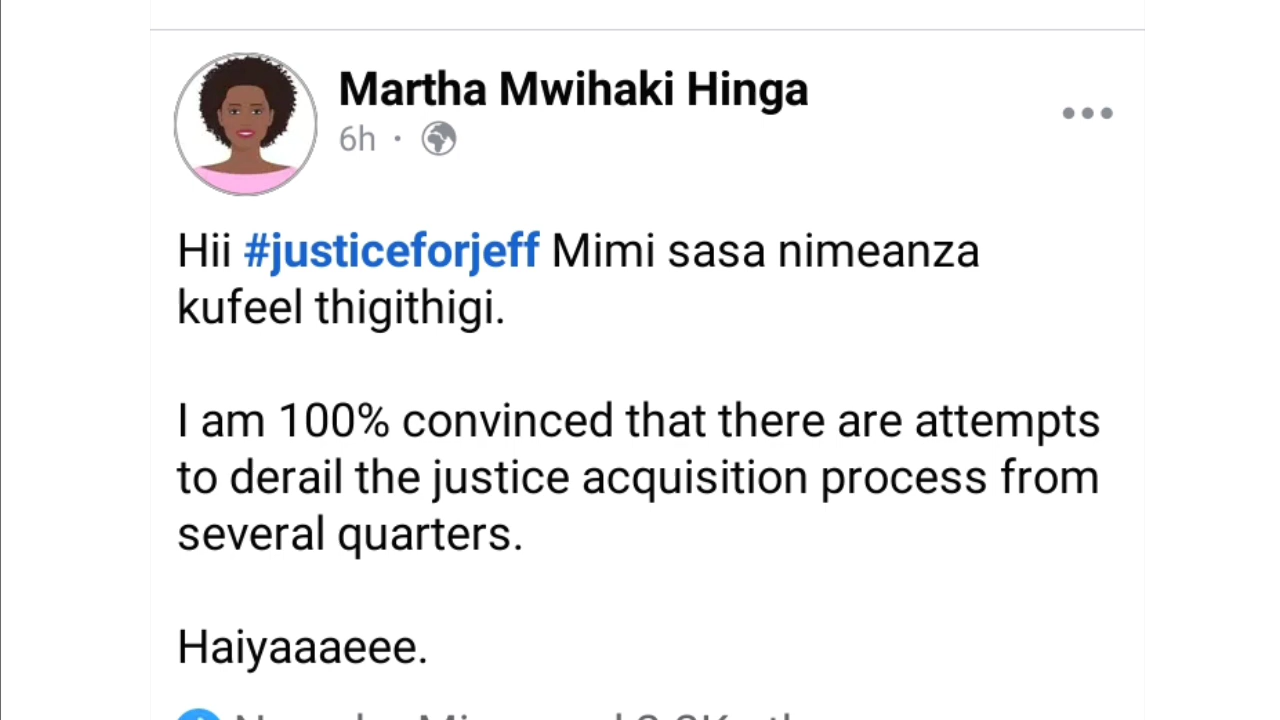 Martha Mwihaki Hinga
6h ·
Hii #justiceforjeff Mimi sasa nimeanza
kufeel thigithigi.
I am 100% convinced that there are attempts
to derail the justice acquisition process from
several quarters.
Haiyaaaeee.